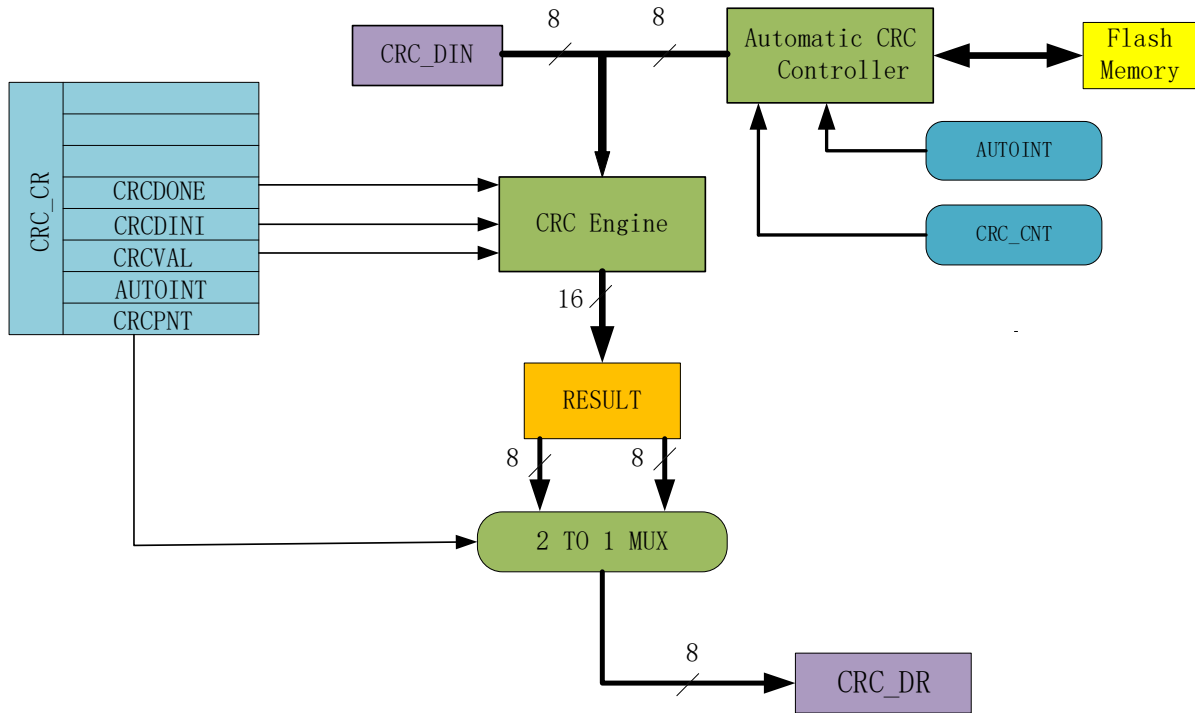 8
8
CRC_DIN
Automatic CRC
Controller
Flash
Memory
AUTOINT
CRC_CNT
CRC_CR
CRCDONE
CRCDINI
CRCVAL
AUTOINT
CRCPNT
CRC Engine
16
RESULT
8
8
2 TO 1 MUX
8
CRC_DR